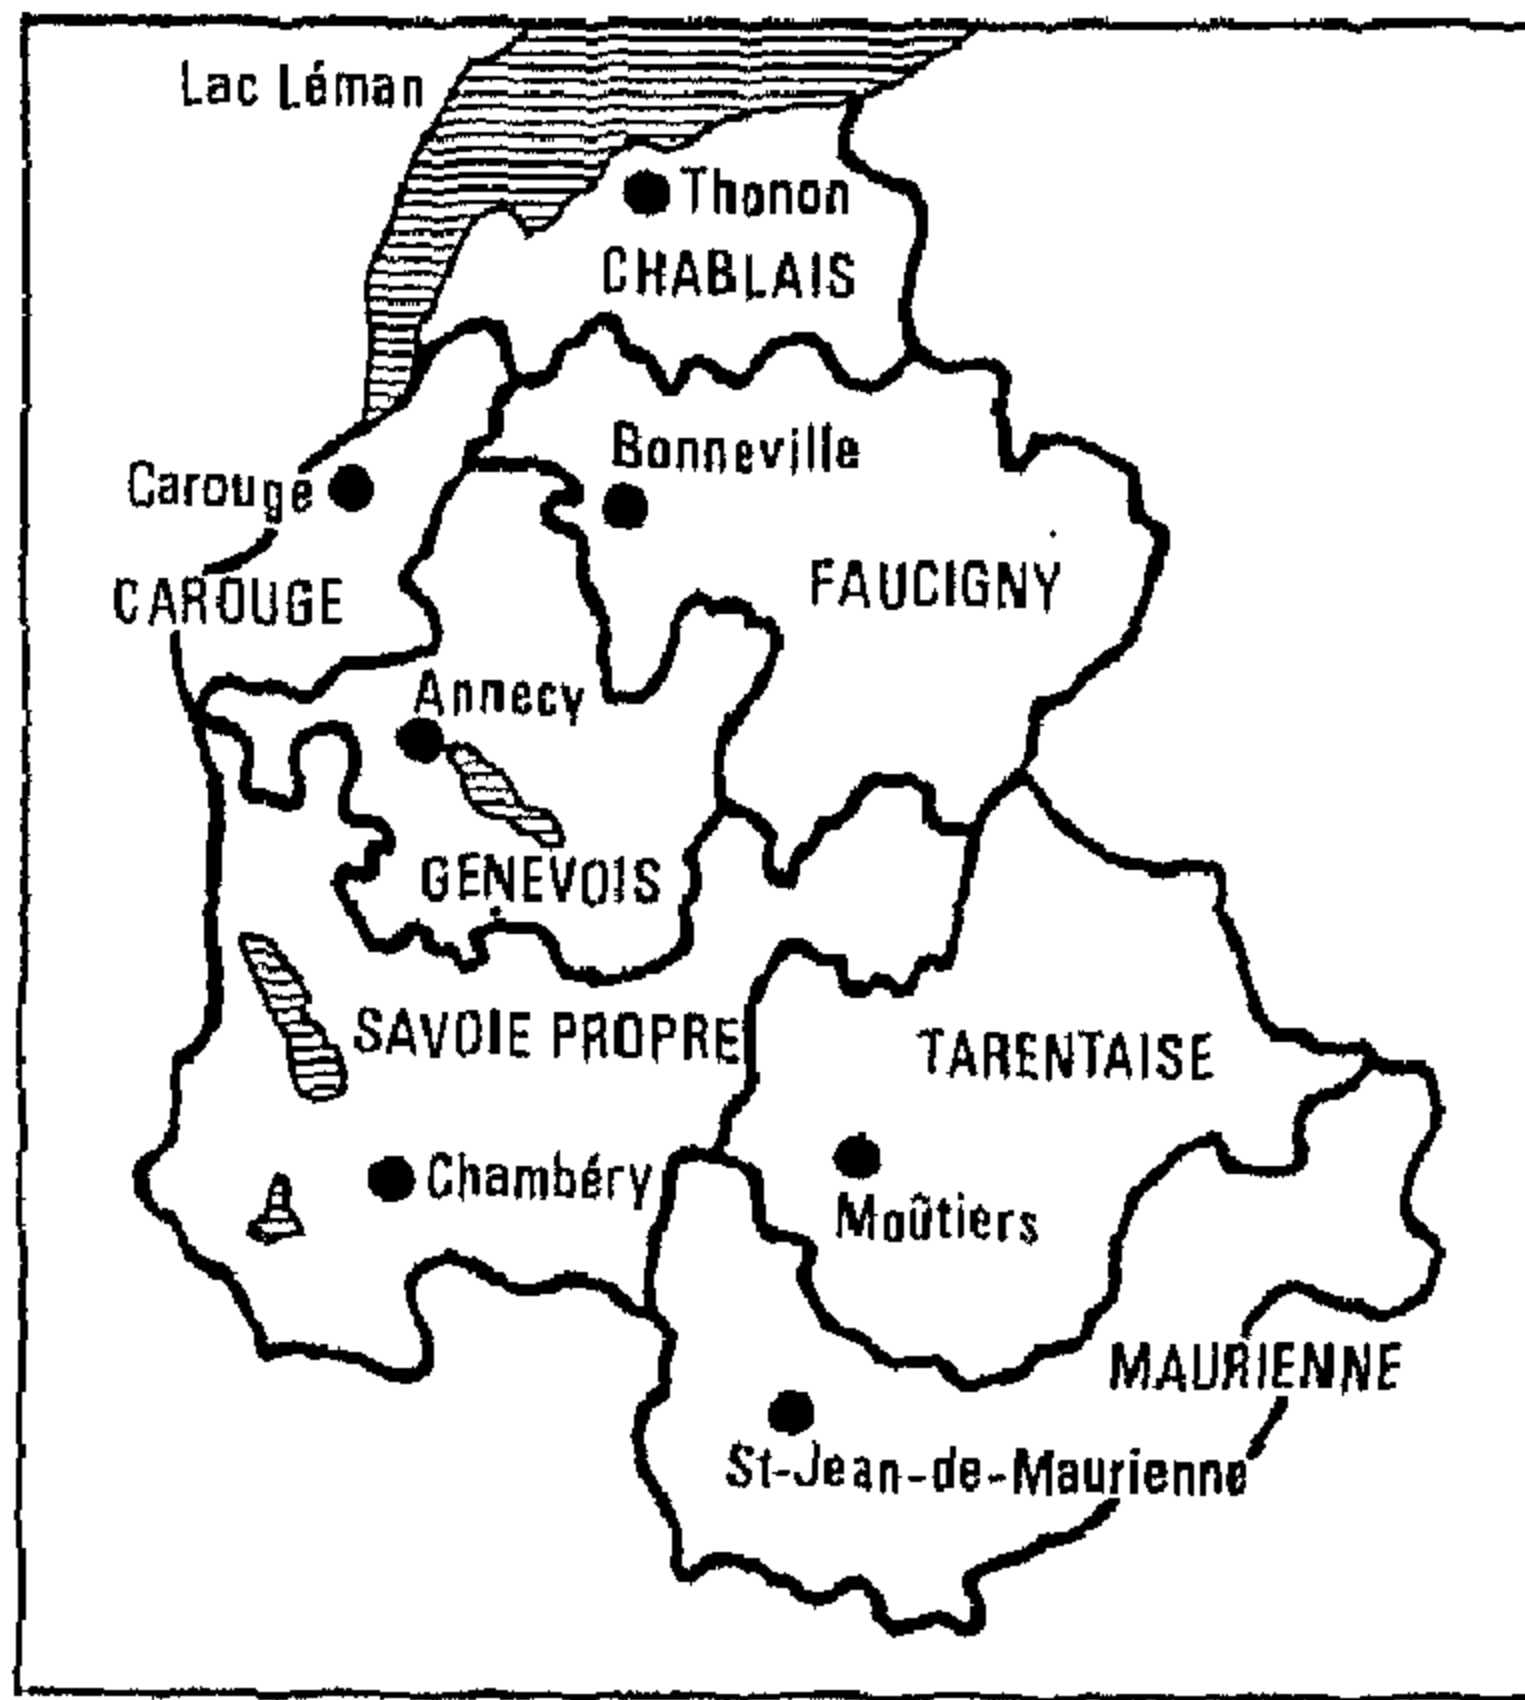 Lac Léman
Thonon
CHABLAIS
Bonneville
Carouge
FAUCIGNY
CAROUGE
Annecy
GENEVOIS
SAVOIE PROPRE
TARENTAISE
Chambéry
Moûtiers
MAURIENNE
St-Jean-de-Maurienne